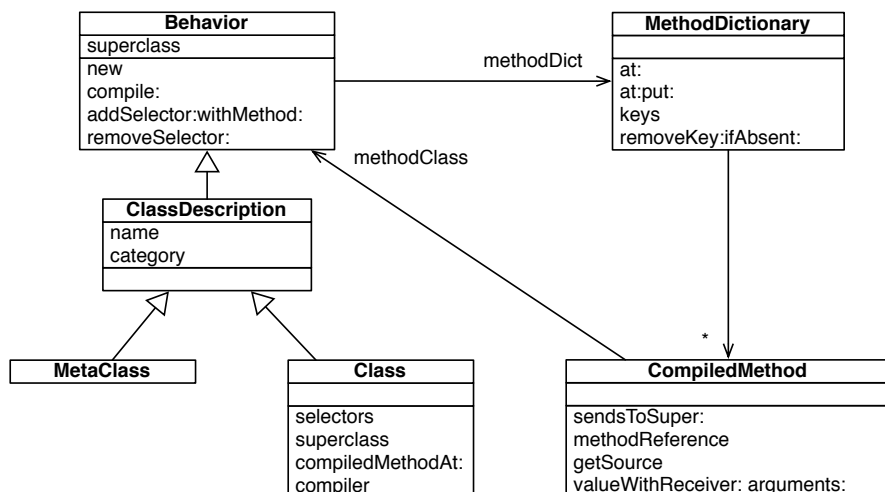 Behavior
superclass
new
compile:
addSelector:withMethod:
removeSelector:
methodDict
MethodDictionary
at:
at:put:
keys
removeKey:ifAbsent:
methodClass
ClassDescription
name
category
*
MetaClass
Class
selectors
superclass
compiledMethodAt:
compiler
CompiledMethod
sendsToSuper:
methodReference
getSource
valueWithReceiver: arguments: